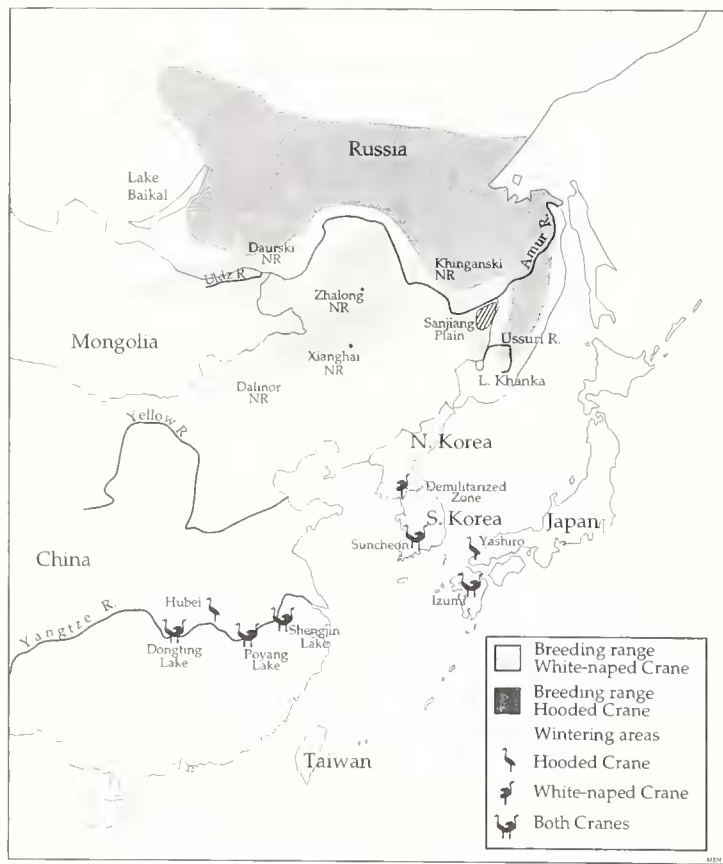 Russia
Lake
Baikal
Amur R.
Daurski
NR
Khinganski
NR
Uldz R
Zhalong
NR
Sanjiang
Plain
Ussuri R.
Mongolia
Xianghai
NR
L. Khanka
Dalinor
NR
Yellow R.
N. Korea
Demilitarized
Zone
S. Korea
Japan
Suncheon
Yashiro
China
Izumi
Hubei
Yangtze R.
Shengjin
Lake
Dongting
Lake
Poyang
Lake
Taiwan
Breeding range
White-naped Crane
Breeding range
Hooded Crane
Wintering areas
Hooded Crane
White-naped Crane
Both Cranes